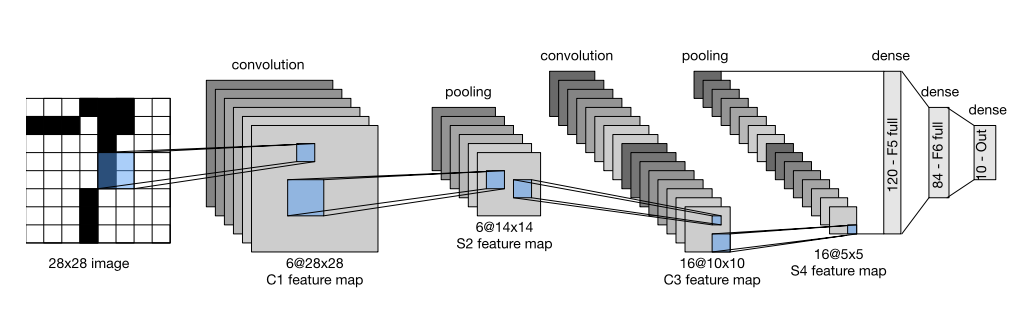 convolution
pooling
convolution
pooling
dense
dense
dense
120 - F5 full
84 - F6 full
10 - Out
28x28 image
6@28x28
C1 feature map
6@14x14
S2 feature map
16@10x10
C3 feature map
16@5x5
S4 feature map